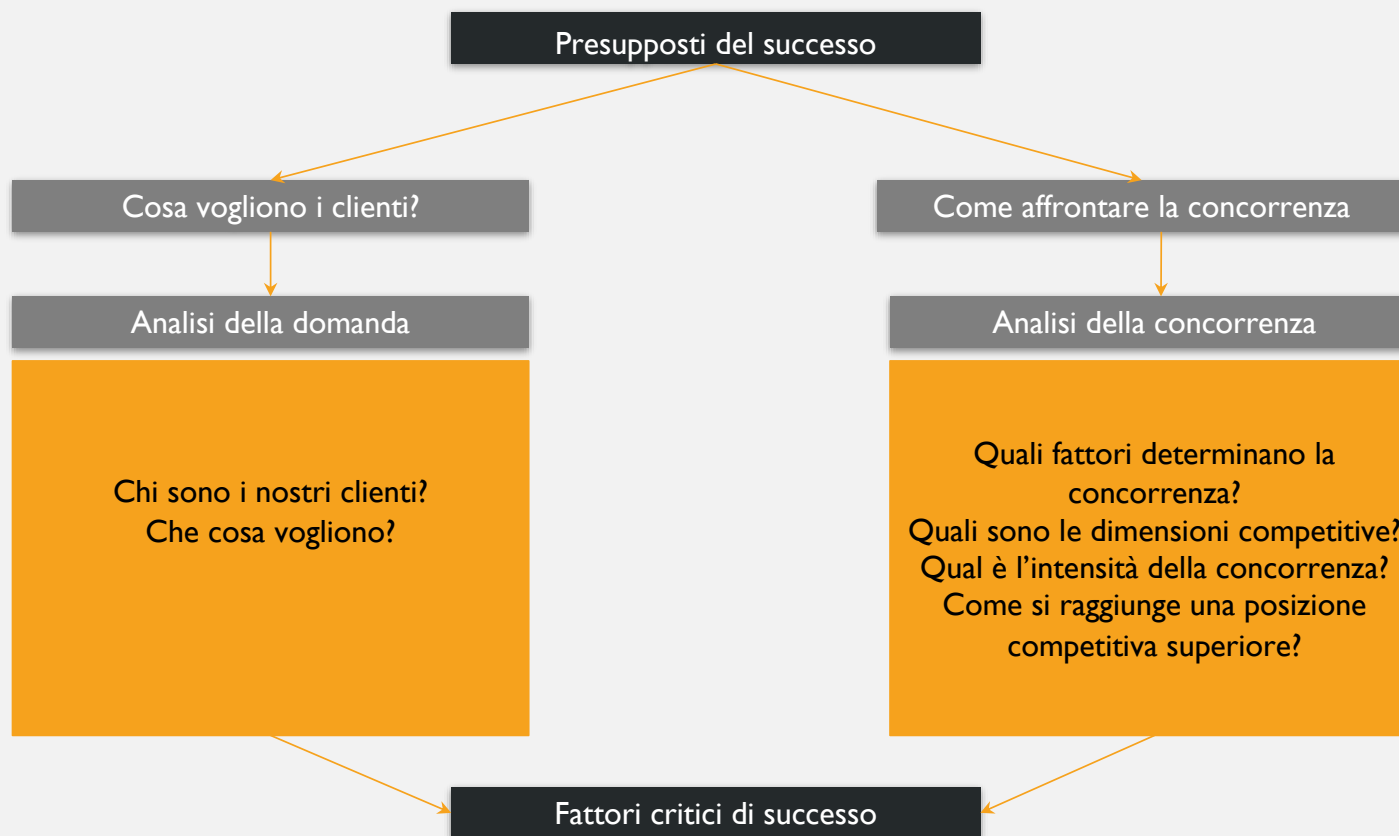 Presupposti del successo
Cosa vogliono i clienti?
Come affrontare la concorrenza
Analisi della domanda
Analisi della concorrenza
Chi sono i nostri clienti?
Che cosa vogliono?
Quali fattori determinano la
concorrenza?
Quali sono le dimensioni competitive?
Qual è l’intensità della concorrenza?
Come si raggiunge una posizione
competitiva superiore?
Fattori critici di successo